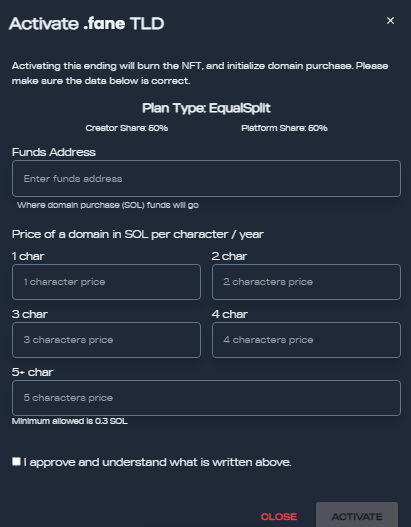 Activate .fane TLD
×
Activating this ending will burn the NFT, and initialize domain purchase. Please
make sure the data below is correct.
Plan Type: EqualSplit
Creator Share: 50% Platform Share: 50%
Funds Address
Enter funds address
Where domain purchase (SOL) funds will go
Price of a domain in SOL per character / year
1 char 2 char
1 character price 2 characters price
3 char 4 char
3 characters price 4 characters price
5+ char
5 characters price
Minimum allowed is 0.3 SOL
I approve and understand what is written above.
CLOSE ACTIVATE